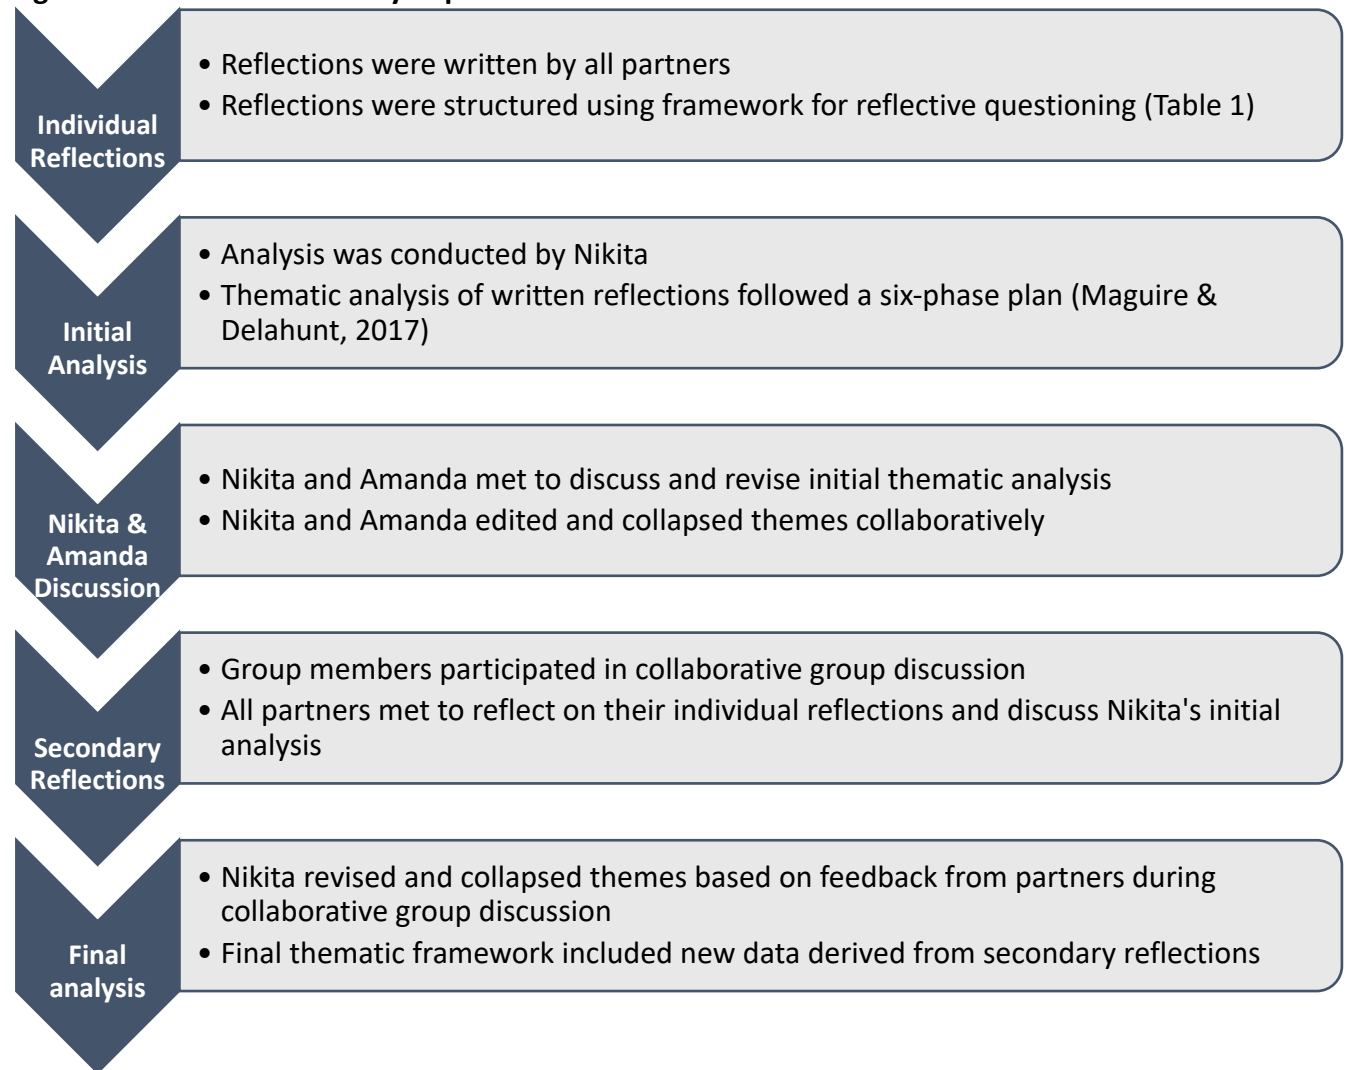 Individual
Reflections
• Reflections were written by all partners
• Reflections were structured using framework for reflective questioning (Table 1)
Initial
Analysis
• Analysis was conducted by Nikita
• Thematic analysis of written reflections followed a six-phase plan (Maguire &
Delahunt, 2017)
Nikita &
Amanda
Discussion
• Nikita and Amanda met to discuss and revise initial thematic analysis
• Nikita and Amanda edited and collapsed themes collaboratively
Secondary
Reflections
• Group members participated in collaborative group discussion
• All partners met to reflect on their individual reflections and discuss Nikita's initial
analysis
Final
analysis
• Nikita revised and collapsed themes based on feedback from partners during
collaborative group discussion
• Final thematic framework included new data derived from secondary reflections